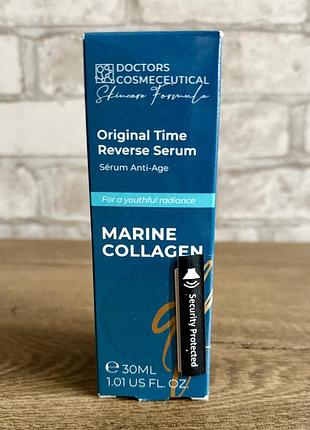 DOCTORS
COSMECEUTICAL
Skincare Formula
Original Time
Reverse Serum
Sérum Anti-Age
For a youthful radiance
MARINE
COLLAGEN
Security Protected
℮ 30ML
1.01 US FL. OZ.